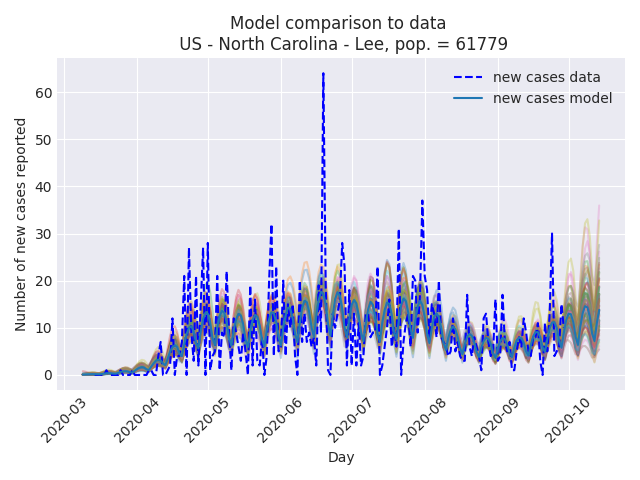 Model comparison to data
US - North Carolina - Lee, pop. = 61779
new cases data
new cases model
Number of new cases reported
60
50
40
30
20
10
0
2020-03
2020-04
2020-05
2020-06
2020-07
2020-08
2020-09
2020-10
Day